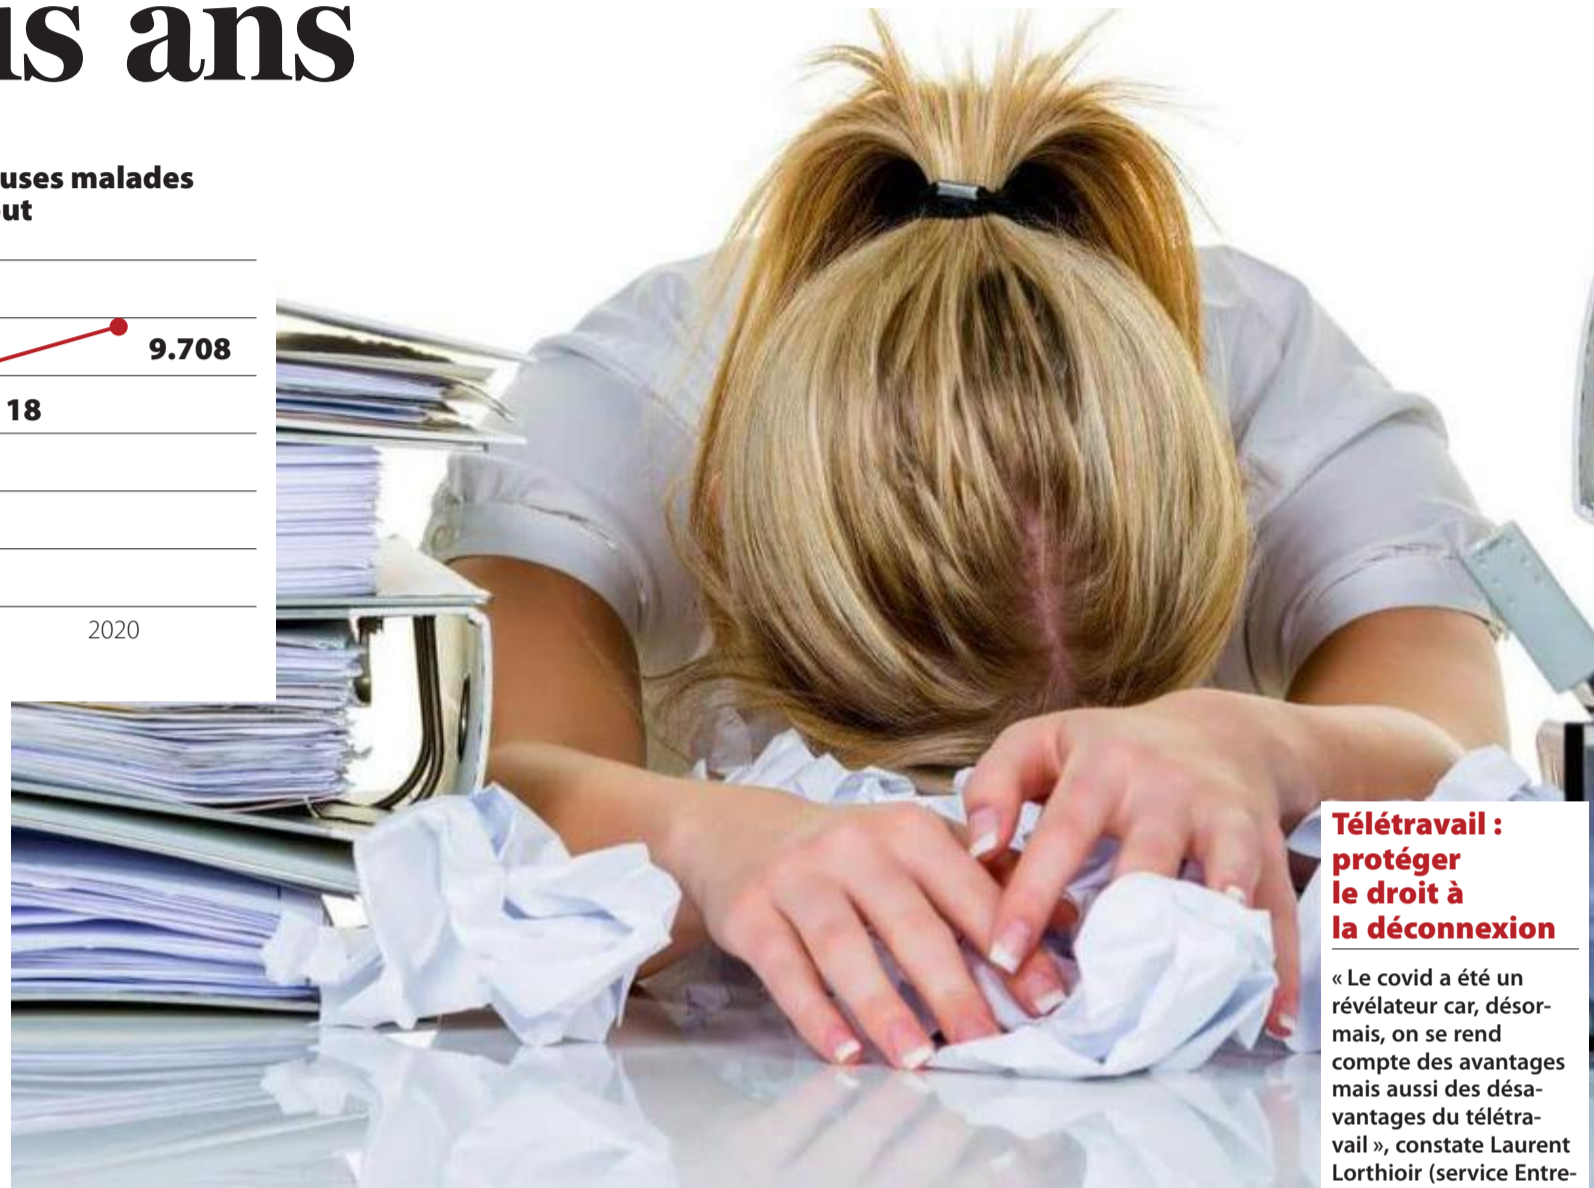 ans
malades
9.708
18
2020
Télétravail :
protéger
le droit à
la déconnexion
« Le covid a été un
révélateur car, désor-
mais, on se rend
compte des avantages
mais aussi des désa-
vantages du télétra-
vail », constate Laurent
Lorthioir (service Entre-